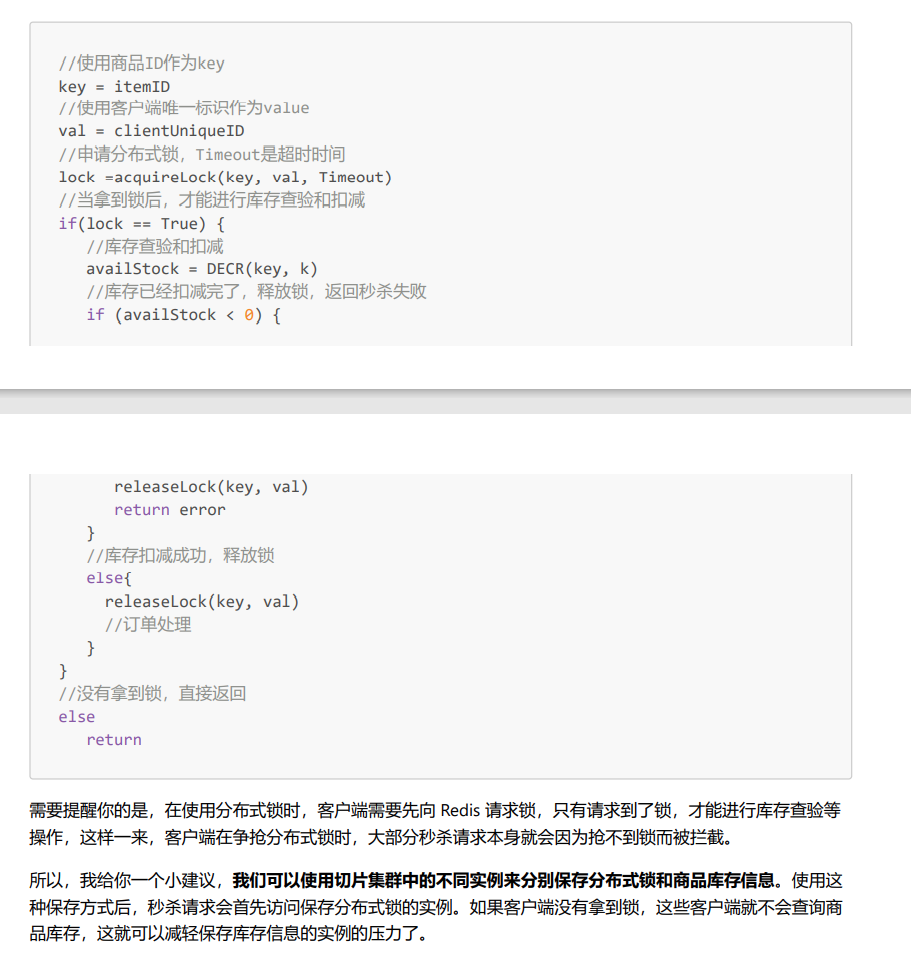 //使用商品ID作为key
key = itemID
//使用客户端唯一标识作为value
val = clientUniqueID
//申请分布式锁，Timeout是超时时间
lock =acquireLock(key, val, Timeout)
//当拿到锁后，才能进行库存查验和扣减
if(lock == True) {
   //库存查验和扣减
   availStock = DECR(key, k)
   //库存已经扣减完了，释放锁，返回秒杀失败
   if (availStock < 0) {
      releaseLock(key, val)
      return error
   }
   //库存扣减成功，释放锁
   else{
     releaseLock(key, val)
     //订单处理
   }
}
//没有拿到锁，直接返回
else
   return
需要提醒你的是，在使用分布式锁时，客户端需要先向 Redis 请求锁，只有请求到了锁，才能进行库存查验等
操作，这样一来，客户端在争抢分布式锁时，大部分秒杀请求本身就会因为抢不到锁而被拦截。
所以，我给你一个小建议，我们可以使用切片集群中的不同实例来分别保存分布式锁和商品库存信息。使用这
种保存方式后，秒杀请求会首先访问保存分布式锁的实例。如果客户端没有拿到锁，这些客户端就不会查询商
品库存，这就可以减轻保存库存信息的实例的压力了。